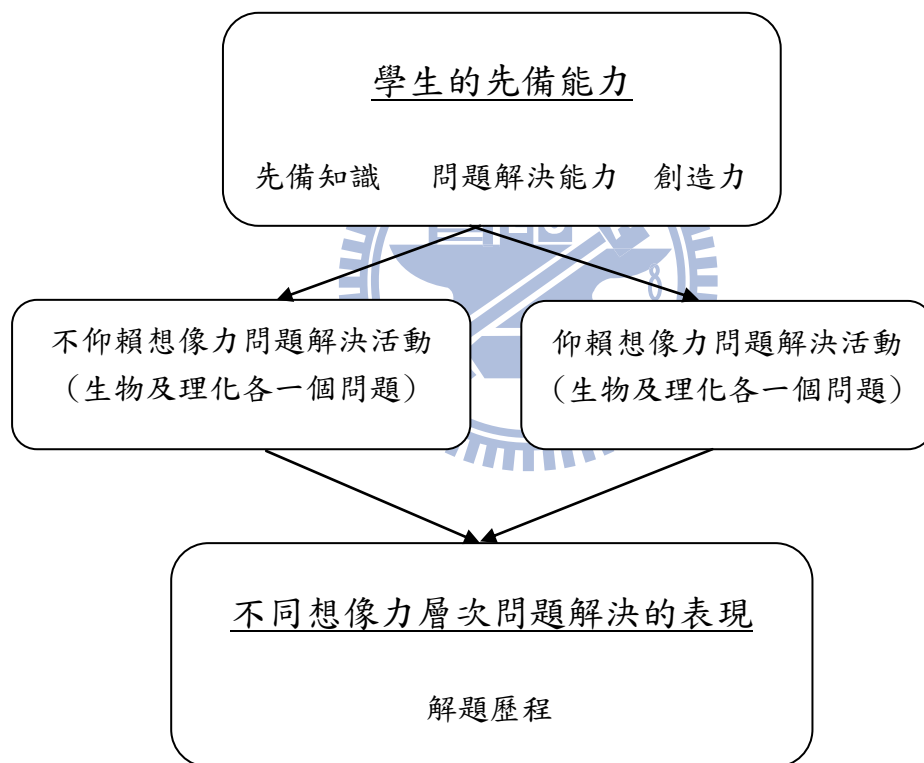 學生的先備能力
先備知識 問題解決能力 創造力
不仰賴想像力問題解決活動
（生物及理化各一個問題）
仰賴想像力問題解決活動
（生物及理化各一個問題）
不同想像力層次問題解決的表現
解題歷程